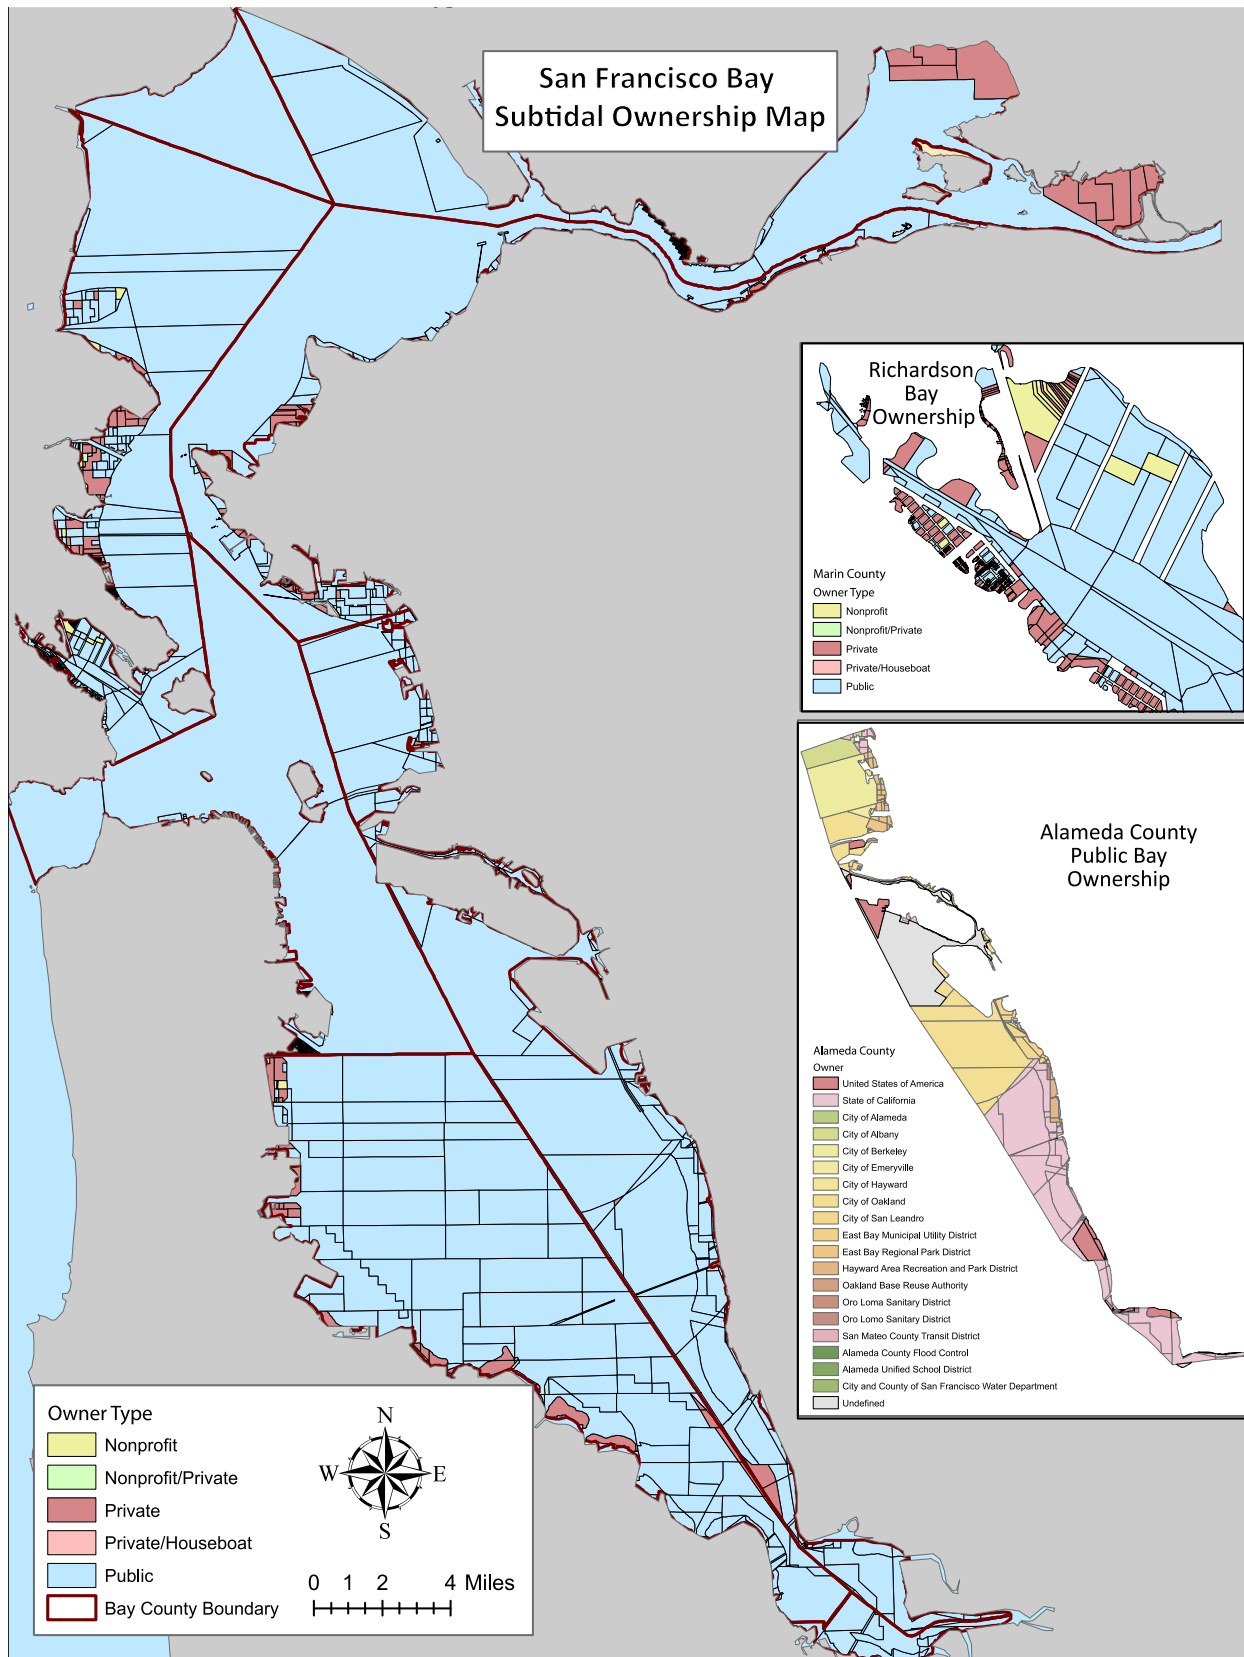 San Francisco Bay
Subtidal Ownership Map
Richardson
Bay
Ownership
Marin County
Owner Type
Nonprofit
Nonprofit/Private
Private
Private/Houseboat
Public
Alameda County
Public Bay
Ownership
Alameda County
Owner
United States of America
State of California
City of Alameda
City of Albany
City of Berkeley
City of Emeryville
City of Hayward
City of Oakland
City of San Leandro
East Bay Municipal Utility District
East Bay Regional Park District
Hayward Area Recreation and Park District
Oakland Base Reuse Authority
Oro Loma Sanitary District
Oro Lomo Sanitary District
San Mateo County Transit District
Alameda County Flood Control
Alameda Unified School District
City and County of San Francisco Water Department
Undefined
Owner Type
Nonprofit
Nonprofit/Private
Private
Private/Houseboat
Public
Bay County Boundary
N
W E
S
0 1 2 4 Miles